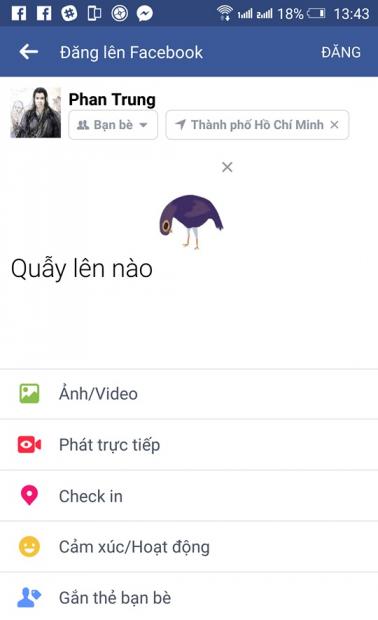 18% 13:43
Đăng lên Facebook ĐĂNG
Phan Trung
Bạn bè Thành phố Hồ Chí Minh
Quẫy lên nào
Ảnh/Video
Phát trực tiếp
Check in
Cảm xúc/Hoạt động
Gắn thẻ bạn bè